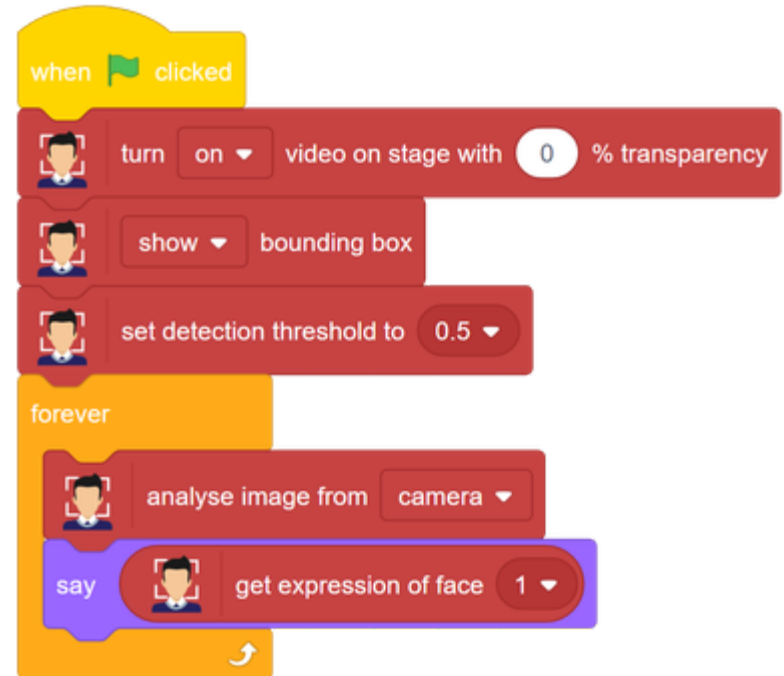 when clicked
turn on video on stage with 0 % transparency
show bounding box
set detection threshold to 0.5
forever
analyse image from camera
say get expression of face 1